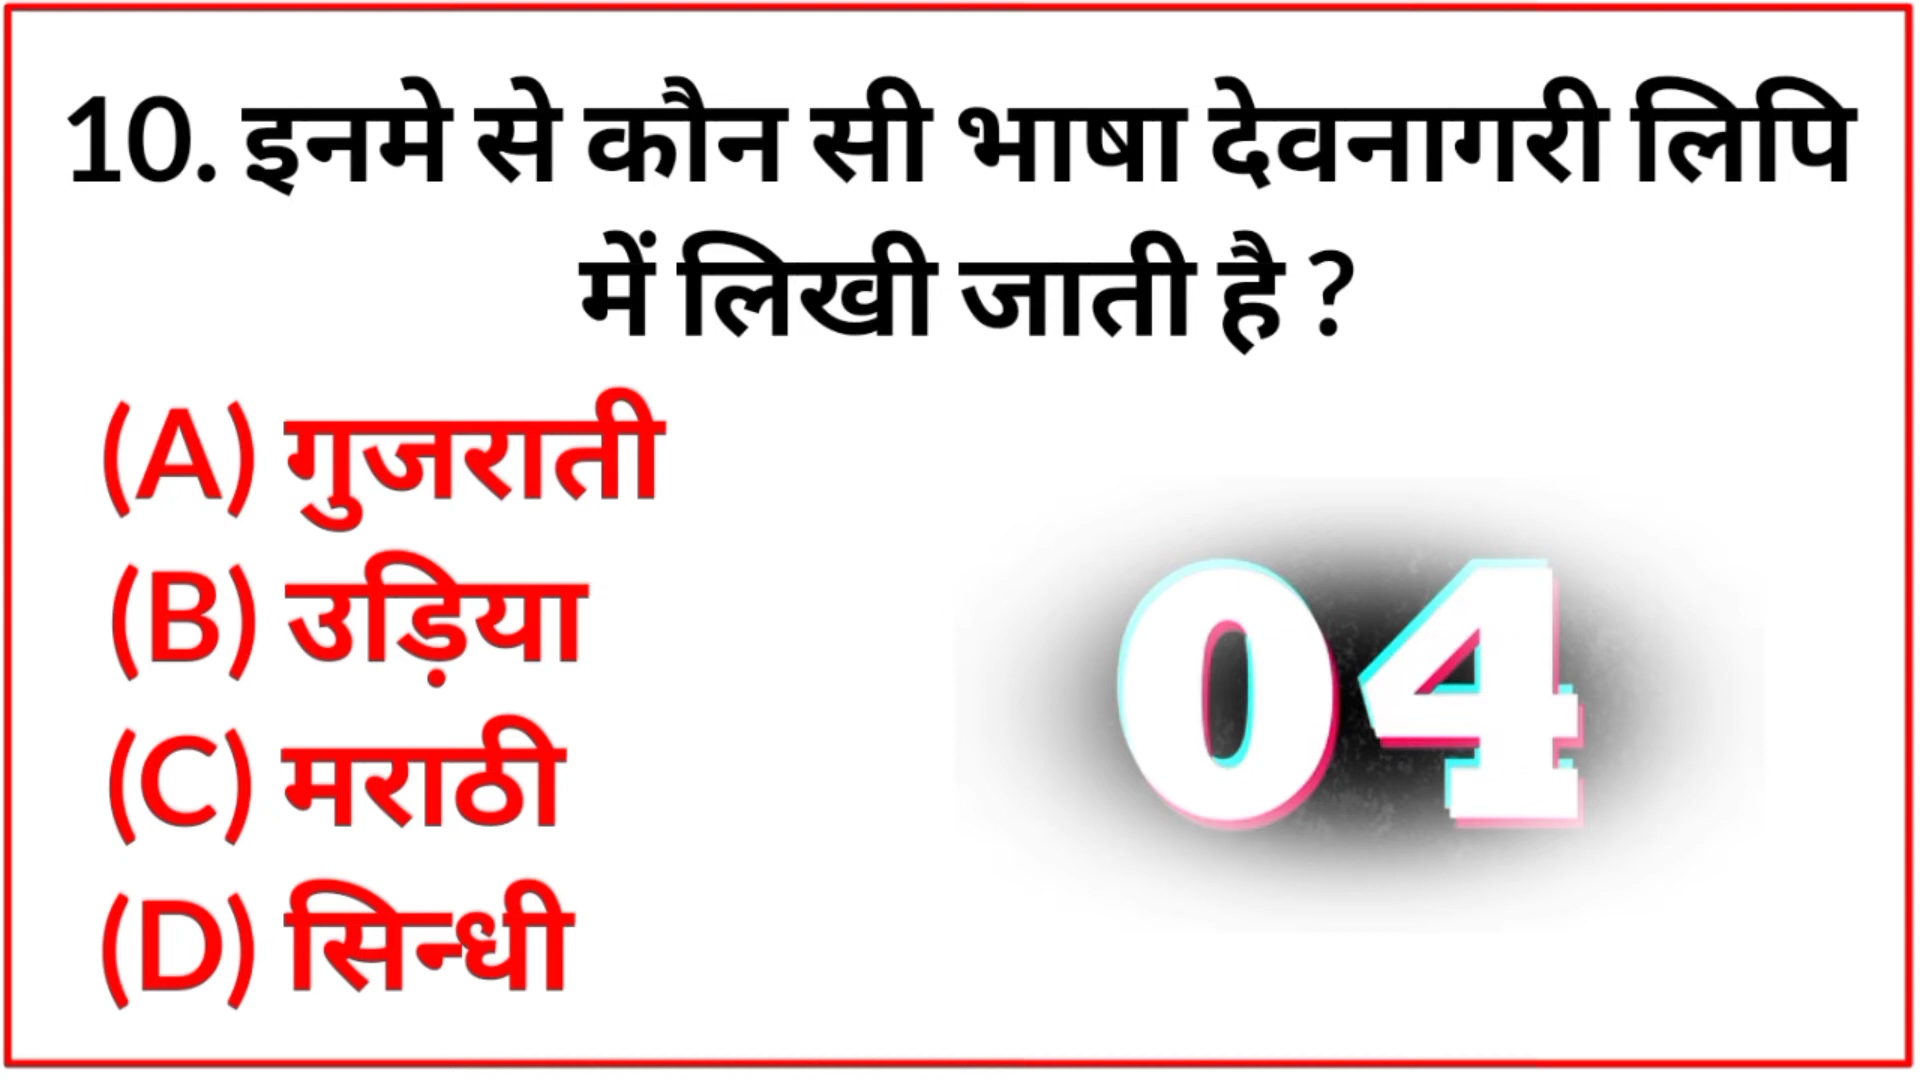 10. इनमे से कौन सी भाषा देवनागरी लिपि
में लिखी जाती है ?
(A) गुजराती
(B) उड़िया
(C) मराठी
(D) सिन्धी
04